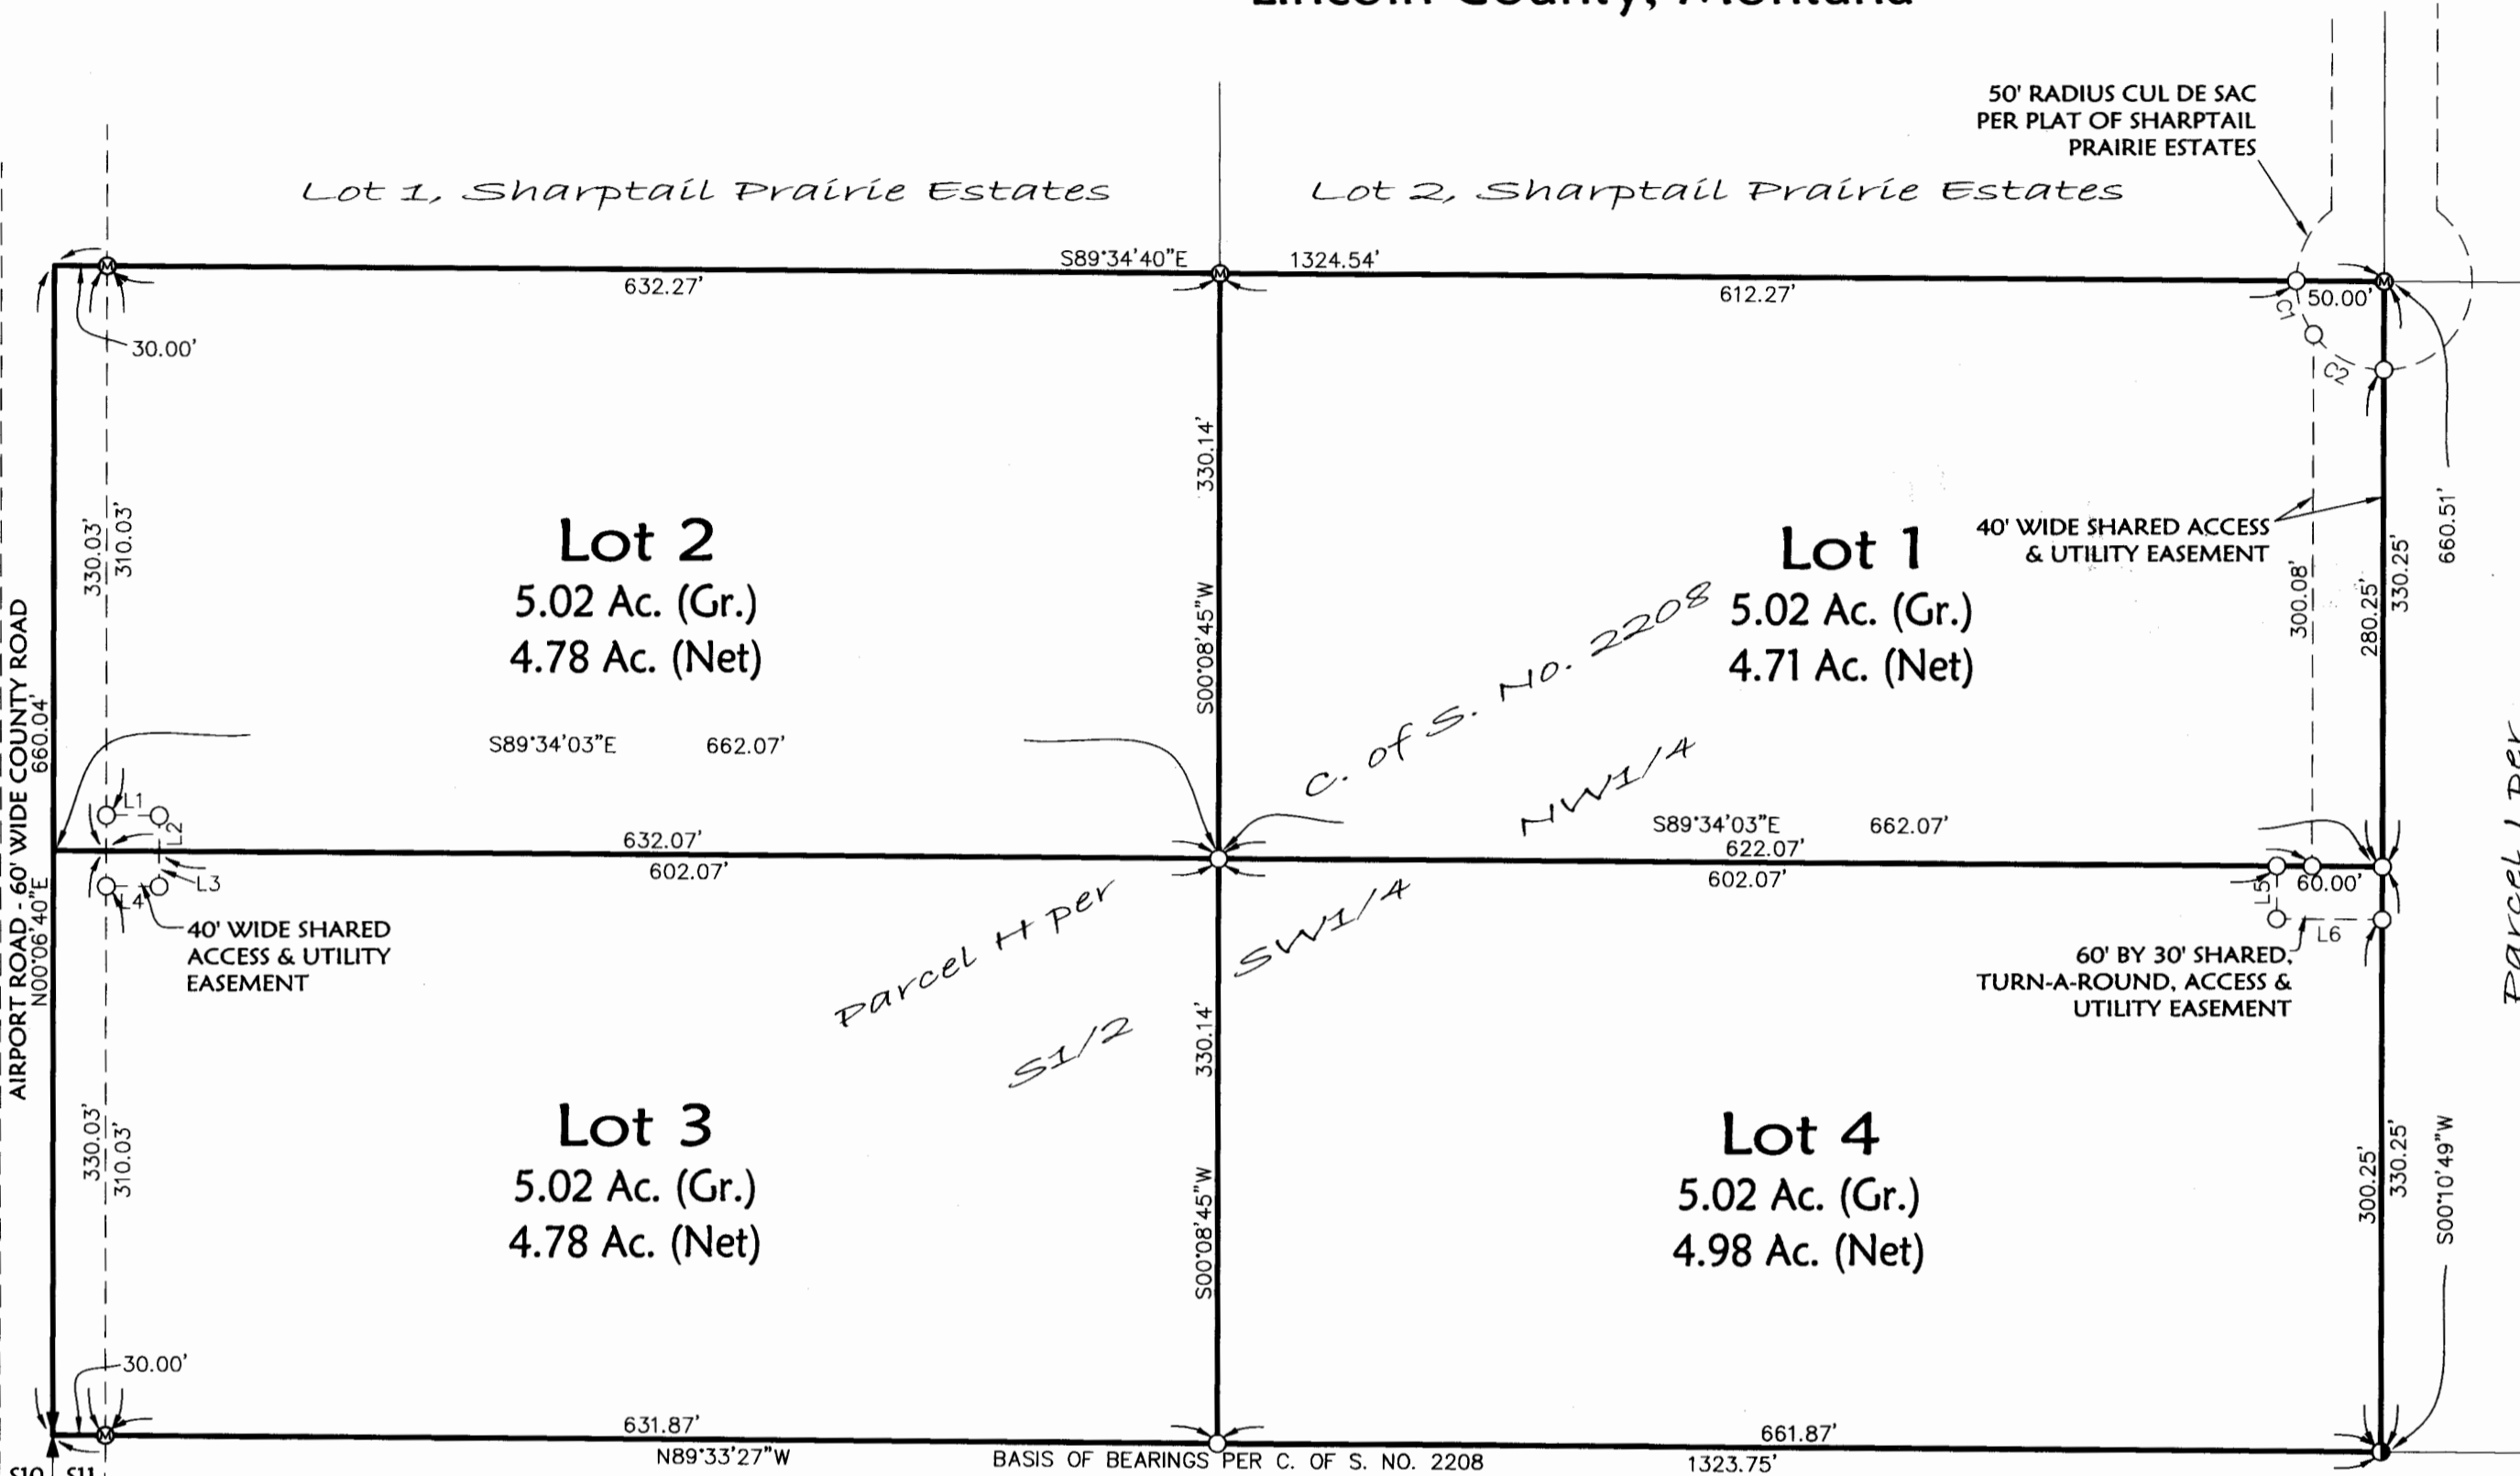 50' RADIUS CUL DE SAC
PER PLAT OF SHARPTAIL
PRAIRIE ESTATES
Lot 1, Sharptail Prairie Estates
Lot 2, Sharptail Prairie Estates
S89°34'40"E
1324.54'
632.27'
612.27'
50.00'
C1
C2
30.00'
330.14'
330.03'
310.03'
Lot 2
5.02 Ac. (Gr.)
4.78 Ac. (Net)
S00°08'45"W
Lot 1
5.02 Ac. (Gr.)
4.71 Ac. (Net)
40' WIDE SHARED ACCESS
& UTILITY EASEMENT
300.08'
280.25'
330.25'
660.51'
C. of S. No. 2208
NW1/4
AIRPORT ROAD - 60' WIDE COUNTY ROAD
660.04'
N00°06'40"E
S89°34'03"E 662.07'
S89°34'03"E 662.07'
L1
L2
L3
L4
632.07'
602.07'
622.07'
602.07'
60.00'
L5
L6
40' WIDE SHARED
ACCESS & UTILITY
EASEMENT
Parcel H per
SW1/4
S1/2
60' BY 30' SHARED,
TURN-A-ROUND, ACCESS &
UTILITY EASEMENT
Parcel I per
330.14'
330.03'
310.03'
Lot 3
5.02 Ac. (Gr.)
4.78 Ac. (Net)
S00°08'45"W
Lot 4
5.02 Ac. (Gr.)
4.98 Ac. (Net)
300.25'
330.25'
S00°10'49"W
30.00'
631.87'
661.87'
N89°33'27"W
BASIS OF BEARINGS PER C. OF S. NO. 2208
1323.75'